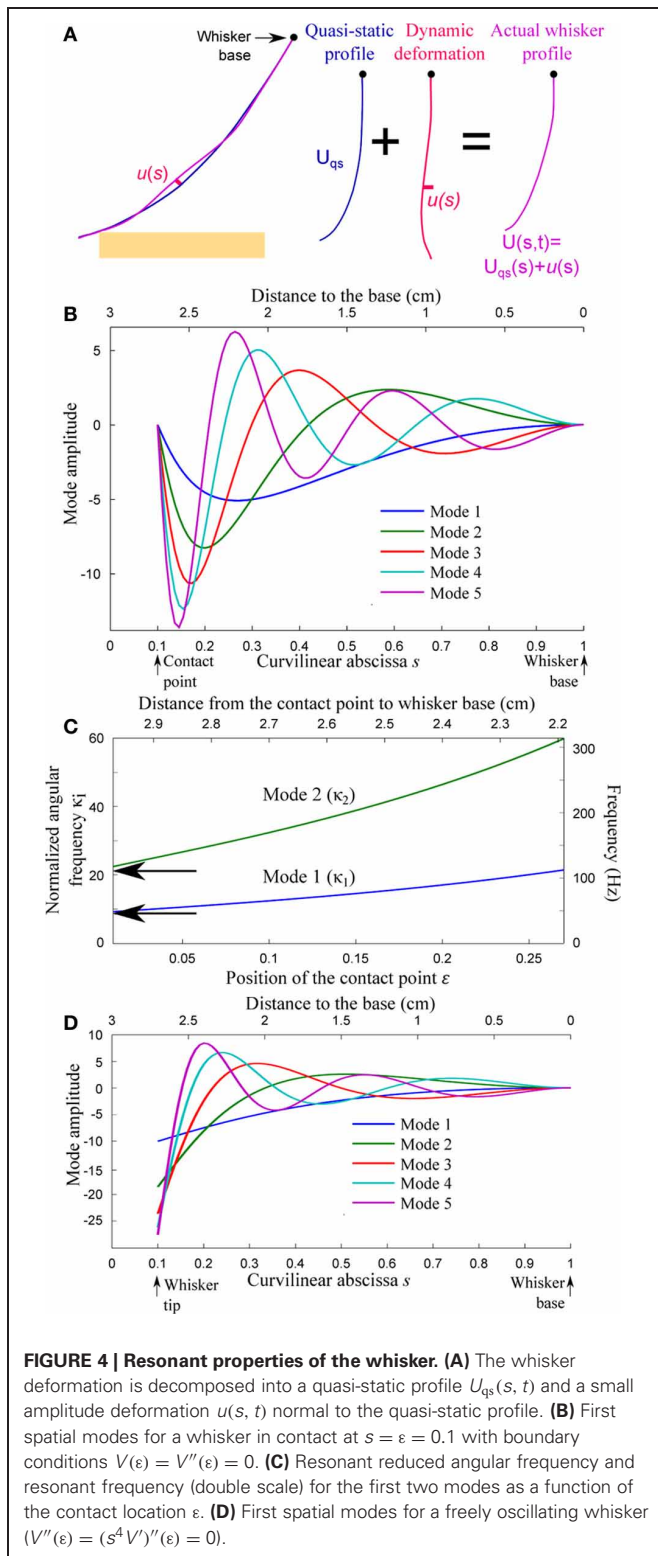 A
Whisker base
Quasi-static profile
Dynamic deformation
Actual whisker profile
U_qs
+
=
u(s)
u(s)
U(s,t)=
U_qs(s)+u(s)
B
Distance to the base (cm)
3 2.5 2 1.5 1 0.5 0
Mode amplitude
5
0
-5
-10
Mode 1
Mode 2
Mode 3
Mode 4
Mode 5
0.1 0.2 0.3 0.4 0.5 0.6 0.7 0.8 0.9 1
Contact point
Curvilinear abscissa s
Whisker base
C
Distance from the contact point to whisker base (cm)
2.9 2.8 2.7 2.6 2.5 2.4 2.3 2.2
Normalized angular frequency κi
60
40
20
0
Mode 2 (κ2)
Mode 1 (κ1)
Frequency (Hz)
300
200
100
0
0.05 0.1 0.15 0.2 0.25
Position of the contact point ε
D
Distance to the base (cm)
3 2.5 2 1.5 1 0.5 0
Mode amplitude
10
5
0
-10
-15
-20
-25
Mode 1
Mode 2
Mode 3
Mode 4
Mode 5
0.1 0.2 0.3 0.4 0.5 0.6 0.7 0.8 0.9 1
Whisker tip
Curvilinear abscissa s
Whisker base
FIGURE 4 | Resonant properties of the whisker. (A) The whisker
deformation is decomposed into a quasi-static profile U_qs(s, t) and a small
amplitude deformation u(s, t) normal to the quasi-static profile. (B) First
spatial modes for a whisker in contact at s = ε = 0.1 with boundary
conditions V(ε) = V″(ε) = 0. (C) Resonant reduced angular frequency and
resonant frequency (double scale) for the first two modes as a function of
the contact location ε. (D) First spatial modes for a freely oscillating whisker
(V″(ε) = (s⁴V′)″(ε) = 0).